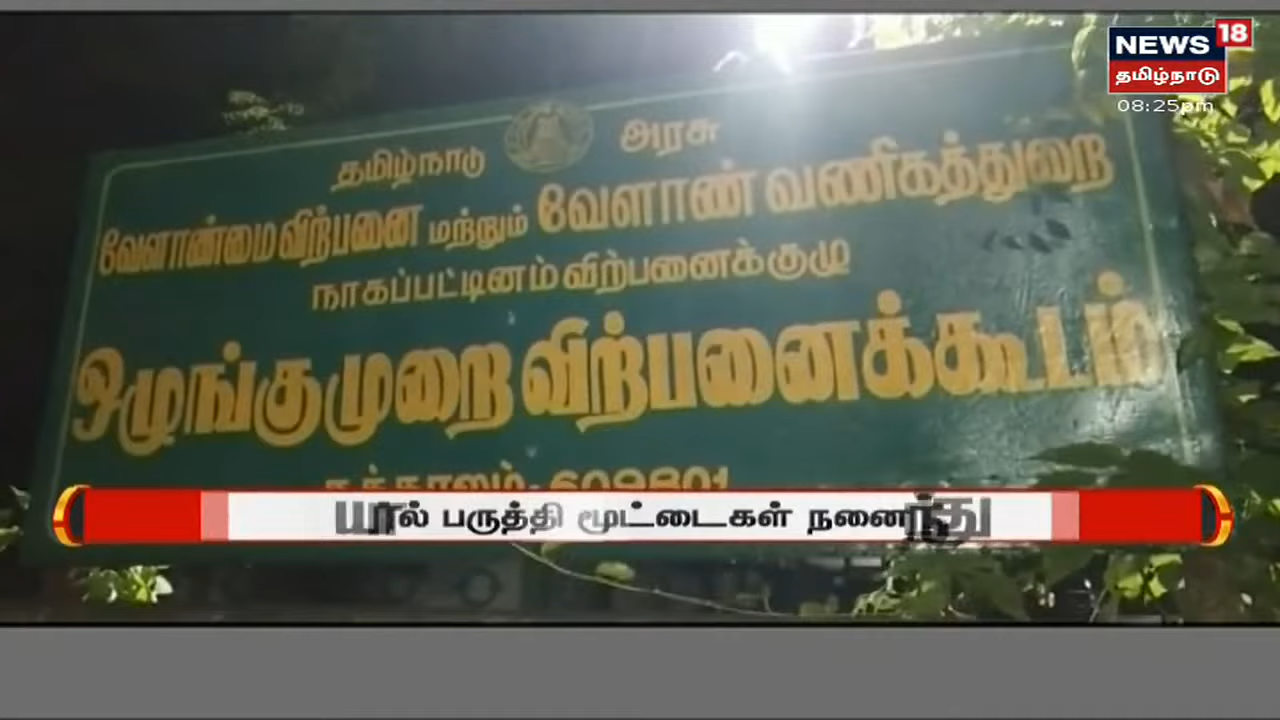 NEWS 18
தமிழ்நாடு
08:25pm
தமிழ்நாடு அரசு
வேளாண்மை விற்பனை மற்றும் வேளாண் வணிகத்துறை
நாகப்பட்டினம் விற்பனைக்குழு
ஒழுங்குமுறை விற்பனைக்கூடம்
பருத்தி மூட்டைகள் நனைந்து